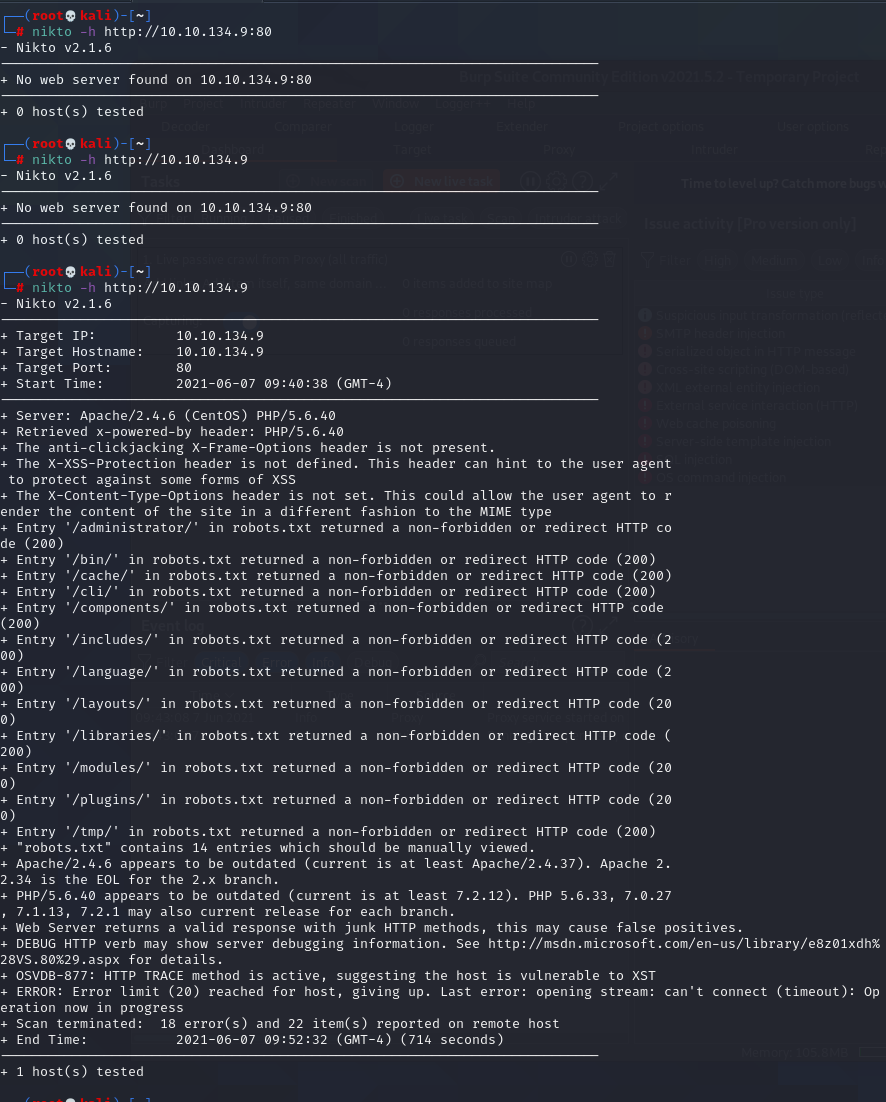 ┌──(root💀kali)-[~]
└─# nikto -h http://10.10.134.9:80
- Nikto v2.1.6
---------------------------------------------------------------------------
+ No web server found on 10.10.134.9:80
---------------------------------------------------------------------------
+ 0 host(s) tested
┌──(root💀kali)-[~]
└─# nikto -h http://10.10.134.9
- Nikto v2.1.6
---------------------------------------------------------------------------
+ No web server found on 10.10.134.9:80
---------------------------------------------------------------------------
+ 0 host(s) tested
┌──(root💀kali)-[~]
└─# nikto -h http://10.10.134.9
- Nikto v2.1.6
---------------------------------------------------------------------------
+ Target IP:          10.10.134.9
+ Target Hostname:    10.10.134.9
+ Target Port:        80
+ Start Time:         2021-06-07 09:40:38 (GMT-4)
---------------------------------------------------------------------------
+ Server: Apache/2.4.6 (CentOS) PHP/5.6.40
+ Retrieved x-powered-by header: PHP/5.6.40
+ The anti-clickjacking X-Frame-Options header is not present.
+ The X-XSS-Protection header is not defined. This header can hint to the user agent
 to protect against some forms of XSS
+ The X-Content-Type-Options header is not set. This could allow the user agent to r
ender the content of the site in a different fashion to the MIME type
+ Entry '/administrator/' in robots.txt returned a non-forbidden or redirect HTTP co
de (200)
+ Entry '/bin/' in robots.txt returned a non-forbidden or redirect HTTP code (200)
+ Entry '/cache/' in robots.txt returned a non-forbidden or redirect HTTP code (200)
+ Entry '/cli/' in robots.txt returned a non-forbidden or redirect HTTP code (200)
+ Entry '/components/' in robots.txt returned a non-forbidden or redirect HTTP code
(200)
+ Entry '/includes/' in robots.txt returned a non-forbidden or redirect HTTP code (2
00)
+ Entry '/language/' in robots.txt returned a non-forbidden or redirect HTTP code (2
00)
+ Entry '/layouts/' in robots.txt returned a non-forbidden or redirect HTTP code (20
0)
+ Entry '/libraries/' in robots.txt returned a non-forbidden or redirect HTTP code (
200)
+ Entry '/modules/' in robots.txt returned a non-forbidden or redirect HTTP code (20
0)
+ Entry '/plugins/' in robots.txt returned a non-forbidden or redirect HTTP code (20
0)
+ Entry '/tmp/' in robots.txt returned a non-forbidden or redirect HTTP code (200)
+ "robots.txt" contains 14 entries which should be manually viewed.
+ Apache/2.4.6 appears to be outdated (current is at least Apache/2.4.37). Apache 2.
2.34 is the EOL for the 2.x branch.
+ PHP/5.6.40 appears to be outdated (current is at least 7.2.12). PHP 5.6.33, 7.0.27
, 7.1.13, 7.2.1 may also current release for each branch.
+ Web Server returns a valid response with junk HTTP methods, this may cause false positives.
+ DEBUG HTTP verb may show server debugging information. See http://msdn.microsoft.com/en-us/library/e8z01xdh%
28VS.80%29.aspx for details.
+ OSVDB-877: HTTP TRACE method is active, suggesting the host is vulnerable to XST
+ ERROR: Error limit (20) reached for host, giving up. Last error: opening stream: can't connect (timeout): Op
eration now in progress
+ Scan terminated:  18 error(s) and 22 item(s) reported on remote host
+ End Time:           2021-06-07 09:52:32 (GMT-4) (714 seconds)
---------------------------------------------------------------------------
+ 1 host(s) tested